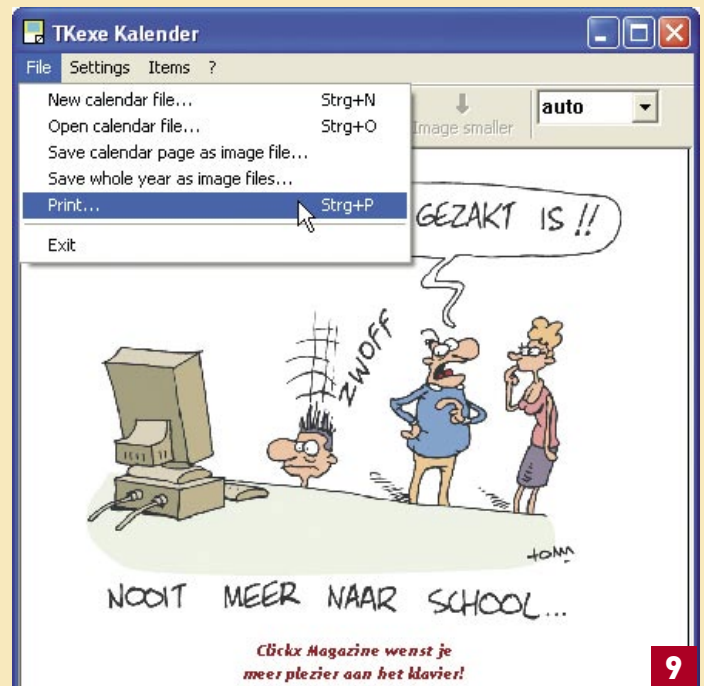 TKexe Kalender
File Settings Items ?
New calendar file... Strg+N
Open calendar file... Strg+O
Save calendar page as image file...
Save whole year as image files...
Print... Strg+P
Exit
Image smaller
auto
GEZAKT IS !!
ZWOFF
tom
NOOIT MEER NAAR SCHOOL...
Clickx Magazine wenst je
meer plezier aan het klavier!
9